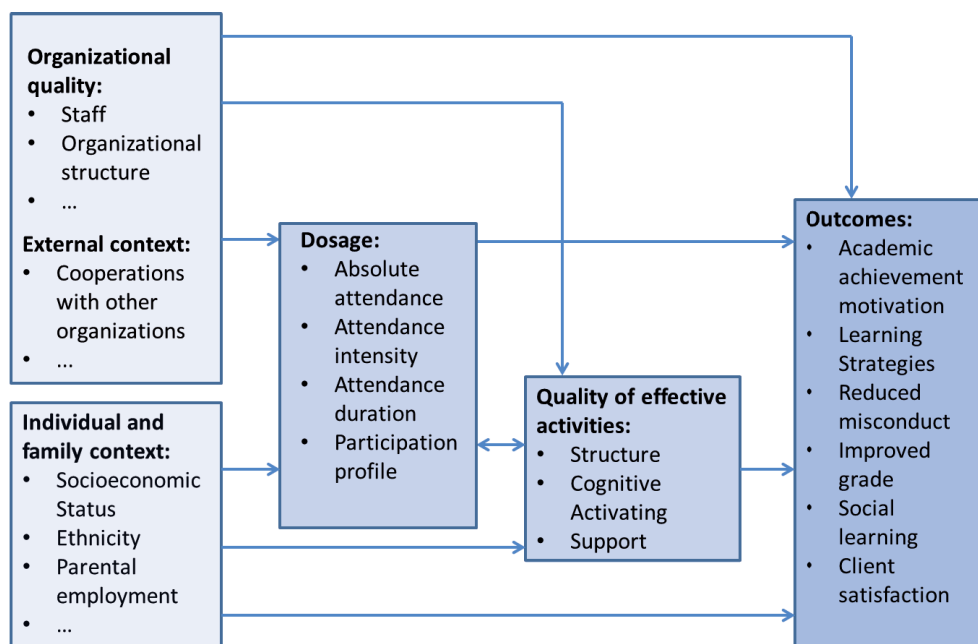 Organizational
quality:
• Staff
• Organizational
structure
• ...
External context:
• Cooperations
with other
organizations
• ...
Individual and
family context:
• Socioeconomic
Status
• Ethnicity
• Parental
employment
• ...
Dosage:
• Absolute
attendance
• Attendance
intensity
• Attendance
duration
• Participation
profile
Quality of effective
activities:
• Structure
• Cognitive
Activating
• Support
Outcomes:
• Academic
achievement
motivation
• Learning
Strategies
• Reduced
misconduct
• Improved
grade
• Social
learning
• Client
satisfaction